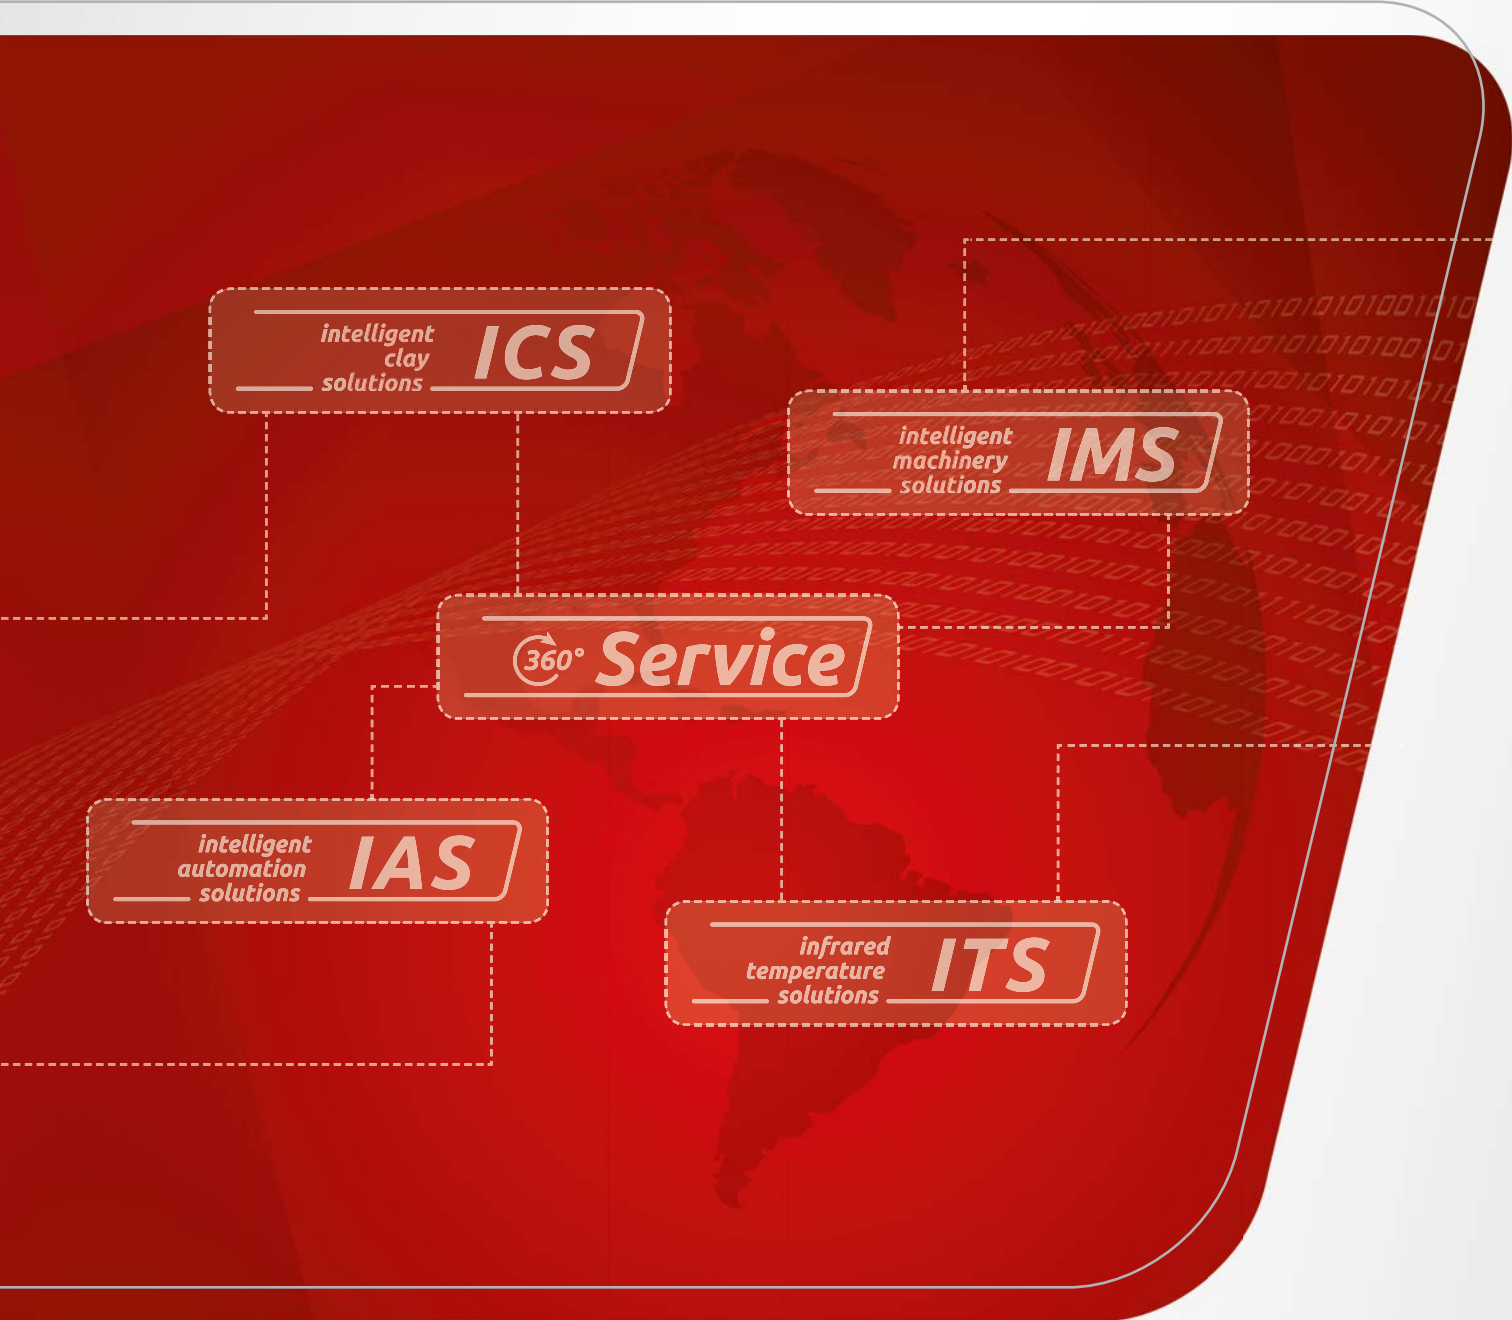 intelligent
clay
solutions
ICS
intelligent
machinery
solutions
IMS
360° Service
intelligent
automation
solutions
IAS
infrared
temperature
solutions
ITS